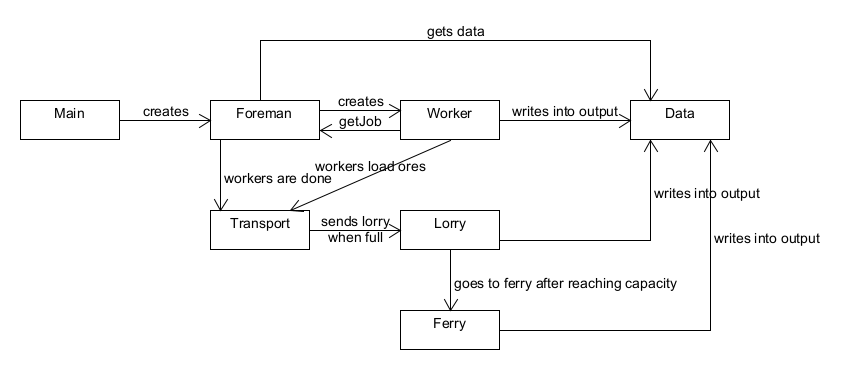 gets data
Main
creates
Foreman
creates
getJob
Worker
writes into output
Data
workers load ores
workers are done
Transport
sends lorry
when full
Lorry
writes into output
writes into output
goes to ferry after reaching capacity
Ferry